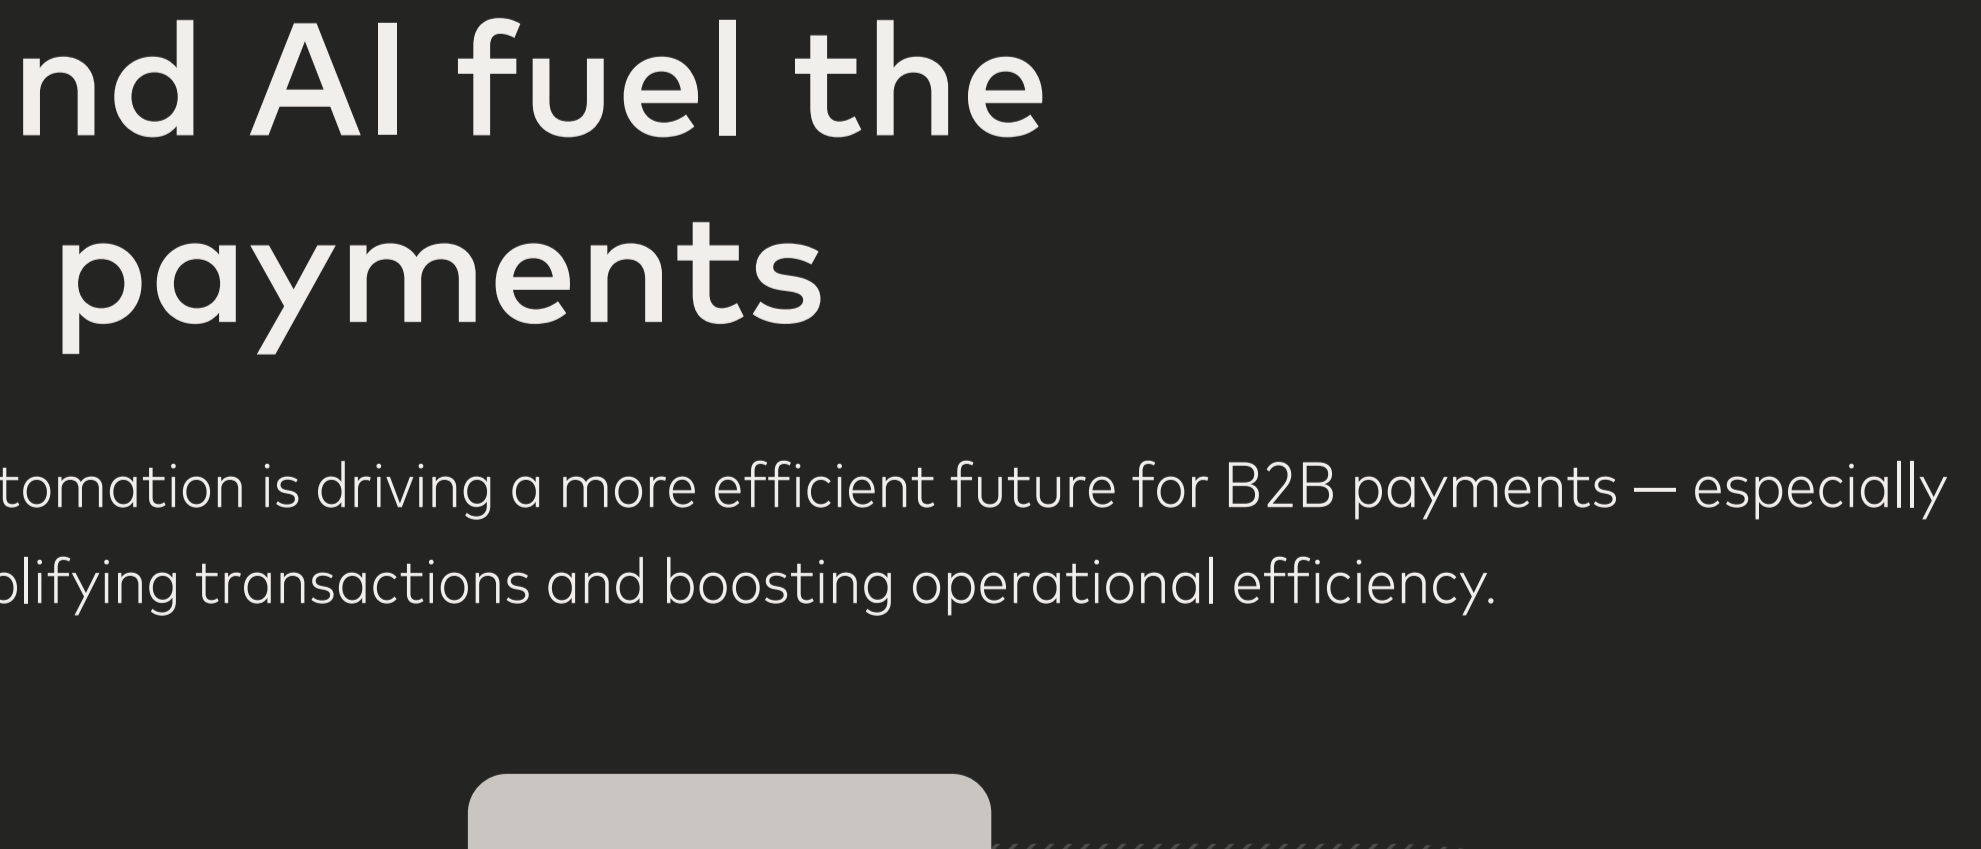 nd AI fuel the
payments
tomation is driving a more efficient future for B2B payments — especially
plifying transactions and boosting operational efficiency.